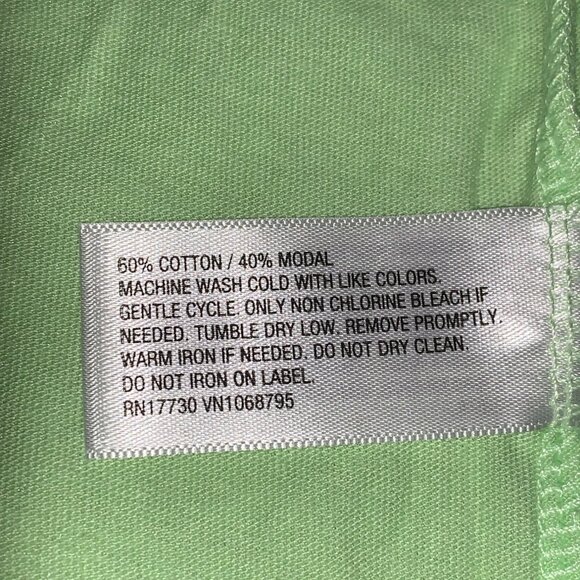 60% COTTON / 40% MODAL
MACHINE WASH COLD WITH LIKE COLORS.
GENTLE CYCLE. ONLY NON CHLORINE BLEACH IF
NEEDED. TUMBLE DRY LOW. REMOVE PROMPTLY.
WARM IRON IF NEEDED. DO NOT DRY CLEAN.
DO NOT IRON ON LABEL.
RN17730 VN1068795